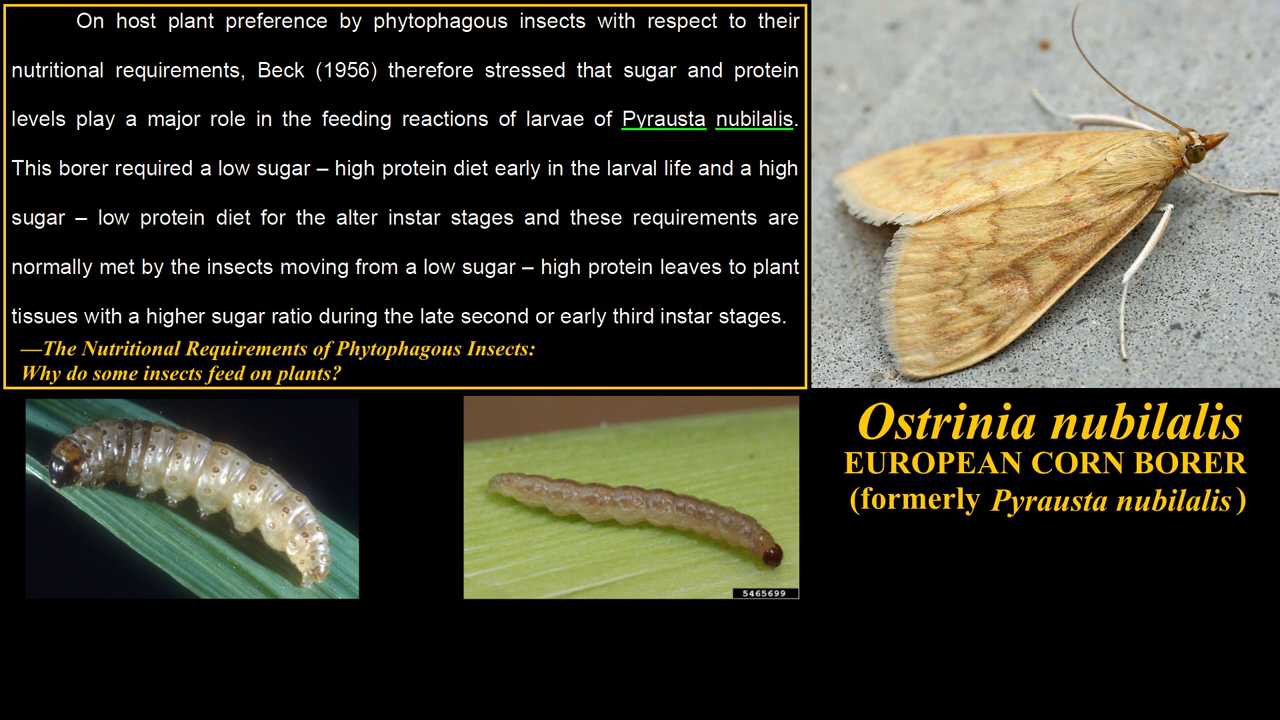 On host plant preference by phytophagous insects with respect to their
nutritional requirements, Beck (1956) therefore stressed that sugar and protein
levels play a major role in the feeding reactions of larvae of Pyrausta nubilalis.
This borer required a low sugar – high protein diet early in the larval life and a high
sugar – low protein diet for the alter instar stages and these requirements are
normally met by the insects moving from a low sugar – high protein leaves to plant
tissues with a higher sugar ratio during the late second or early third instar stages.
—The Nutritional Requirements of Phytophagous Insects:
Why do some insects feed on plants?
Ostrinia nubilalis
EUROPEAN CORN BORER
(formerly Pyrausta nubilalis)
5465699